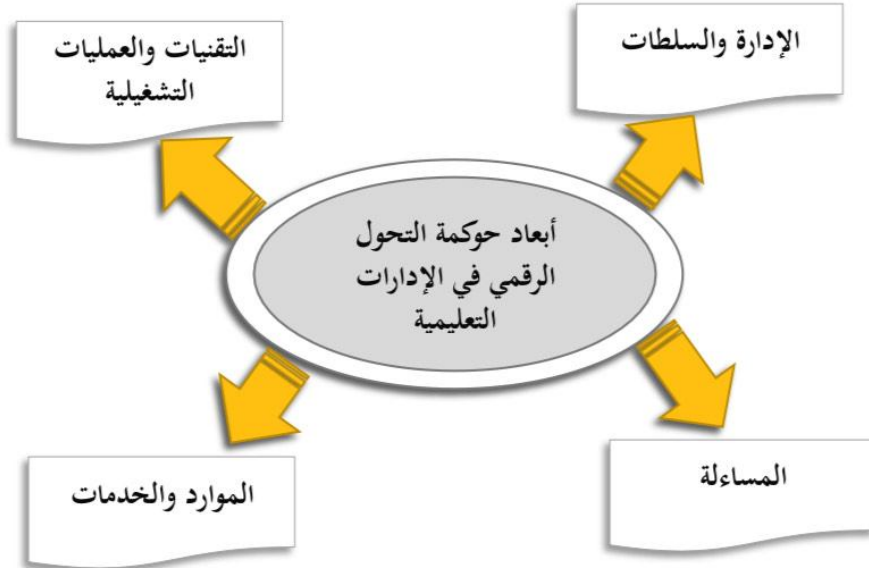 الإدارة والسلطات
التقنيات والعمليات
التشغيلية
أبعاد حوكمة التحول
الرقمي في الإدارات
التعليمية
المساءلة
الموارد والخدمات